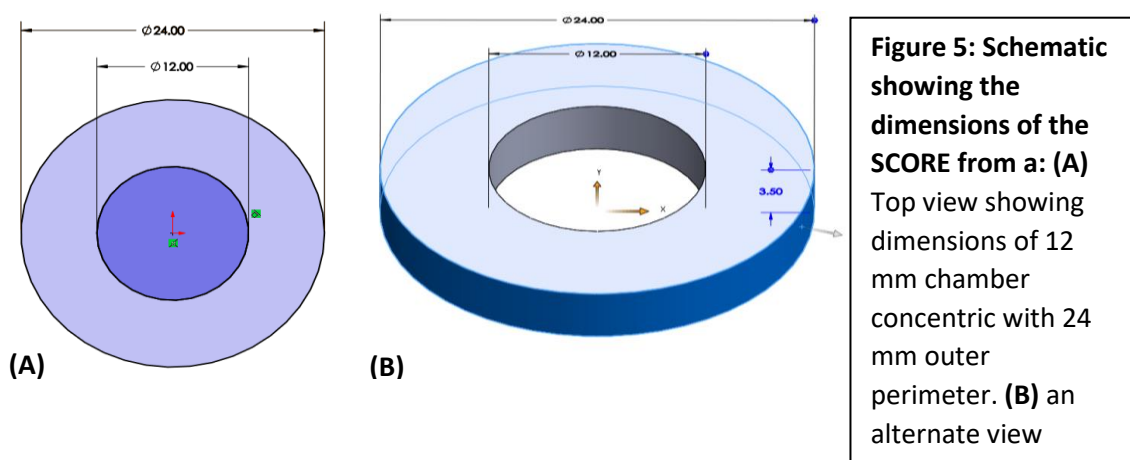 ⌀24.00
⌀12.00
(A)
⌀24.00
⌀12.00
Y
X
3.50
(B)
Figure 5: Schematic
showing the
dimensions of the
SCORE from a: (A)
Top view showing
dimensions of 12
mm chamber
concentric with 24
mm outer
perimeter. (B) an
alternate view